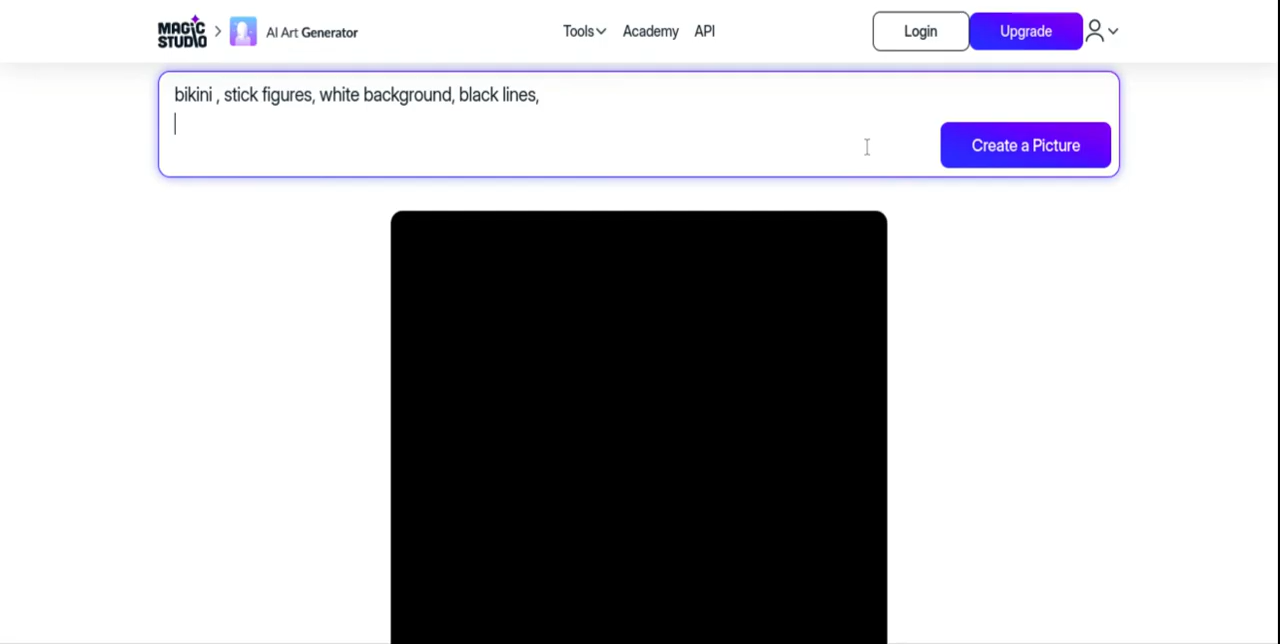 MAGIC
STUDIO
AI Art Generator
Tools
Academy
API
Login
Upgrade
bikini , stick figures, white background, black lines,
Create a Picture